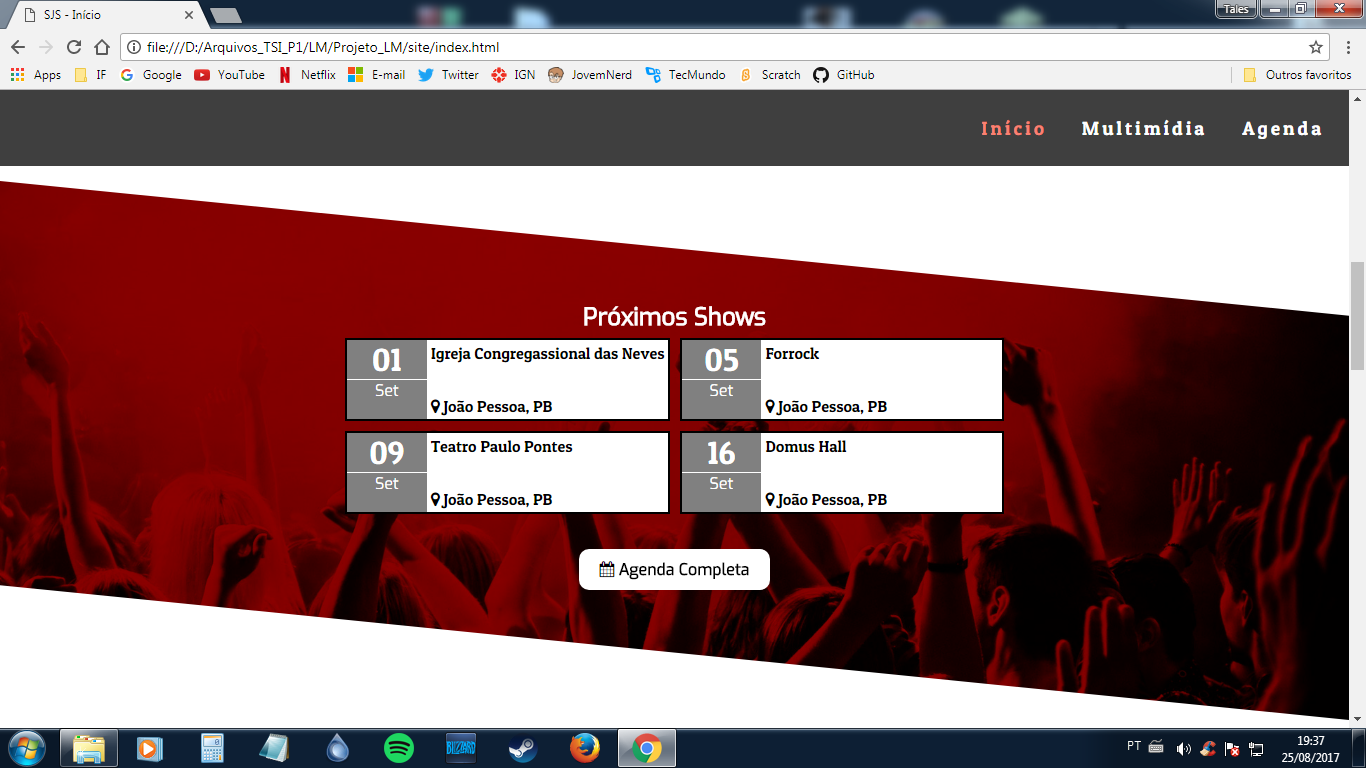 SJS - Início
Tales
file:///D:/Arquivos_TSI_P1/LM/Projeto_LM/site/index.html
Apps IF Google YouTube Netflix E-mail Twitter IGN JovemNerd TecMundo Scratch GitHub Outros favoritos
Início Multimídia Agenda
Próximos Shows
01
Set
Igreja Congregassional das Neves
João Pessoa, PB
05
Set
Forrock
João Pessoa, PB
09
Set
Teatro Paulo Pontes
João Pessoa, PB
16
Set
Domus Hall
João Pessoa, PB
Agenda Completa
BLIZZARD
PT
19:37
25/08/2017